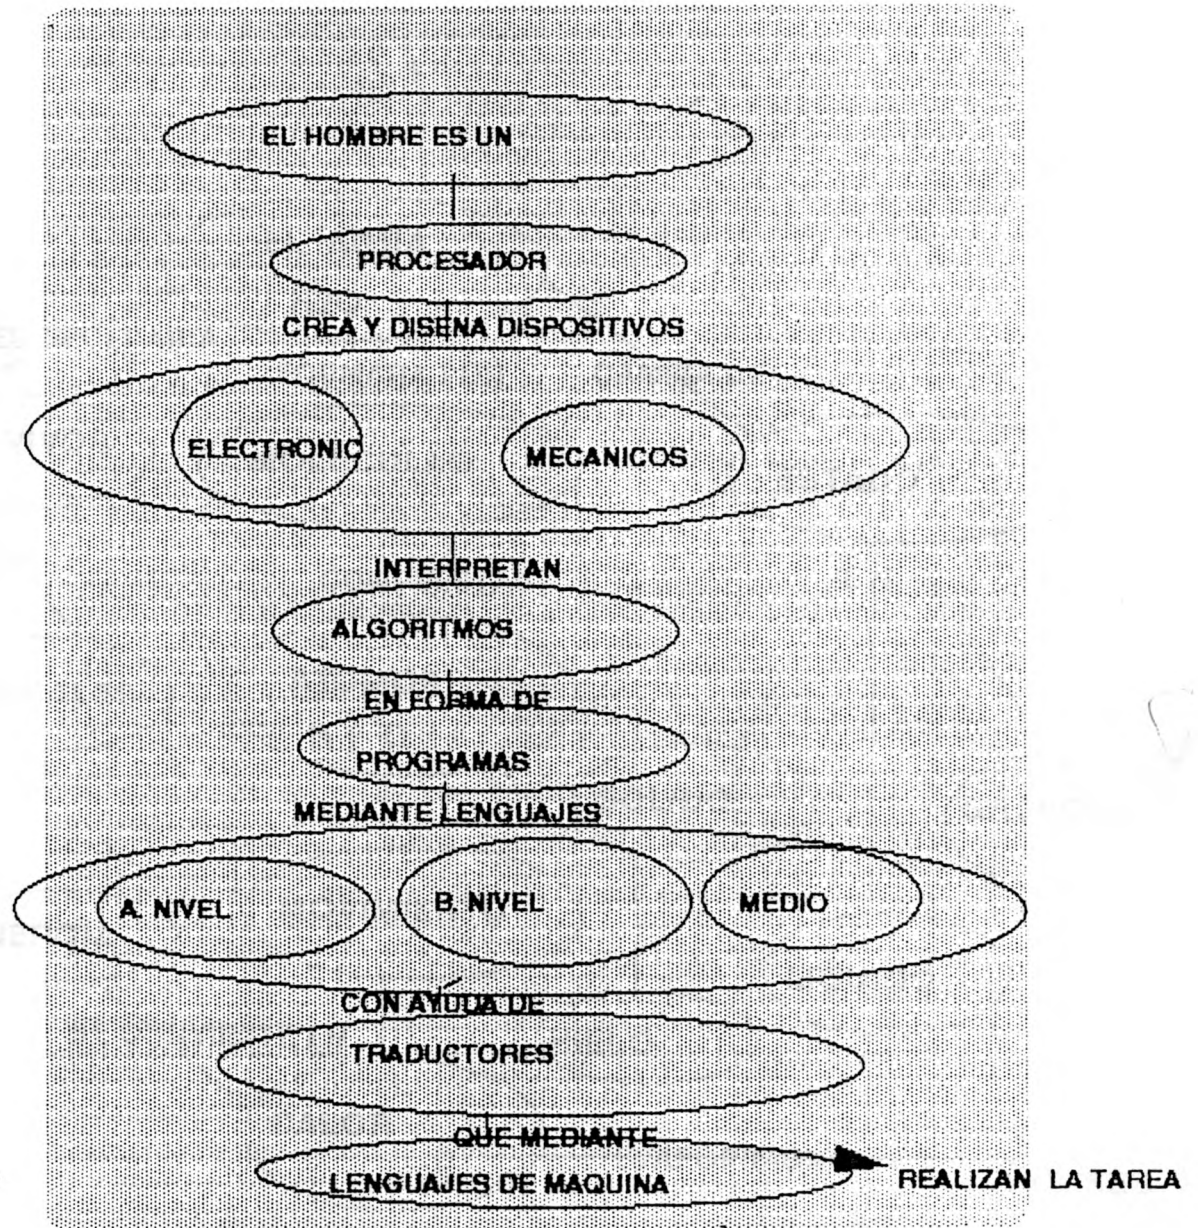 EL HOMBRE ES UN
PROCESADOR
CREA Y DISENA DISPOSITIVOS
ELECTRONIC
MECANICOS
INTERPRETAN
ALGORITMOS
EN FORMA DE
PROGRAMAS
MEDIANTE LENGUAJES
A. NIVEL B. NIVEL MEDIO
CON AYUDA DE
TRADUCTORES
QUE MEDIANTE
LENGUAJES DE MAQUINA
REALIZAN LA TAREA